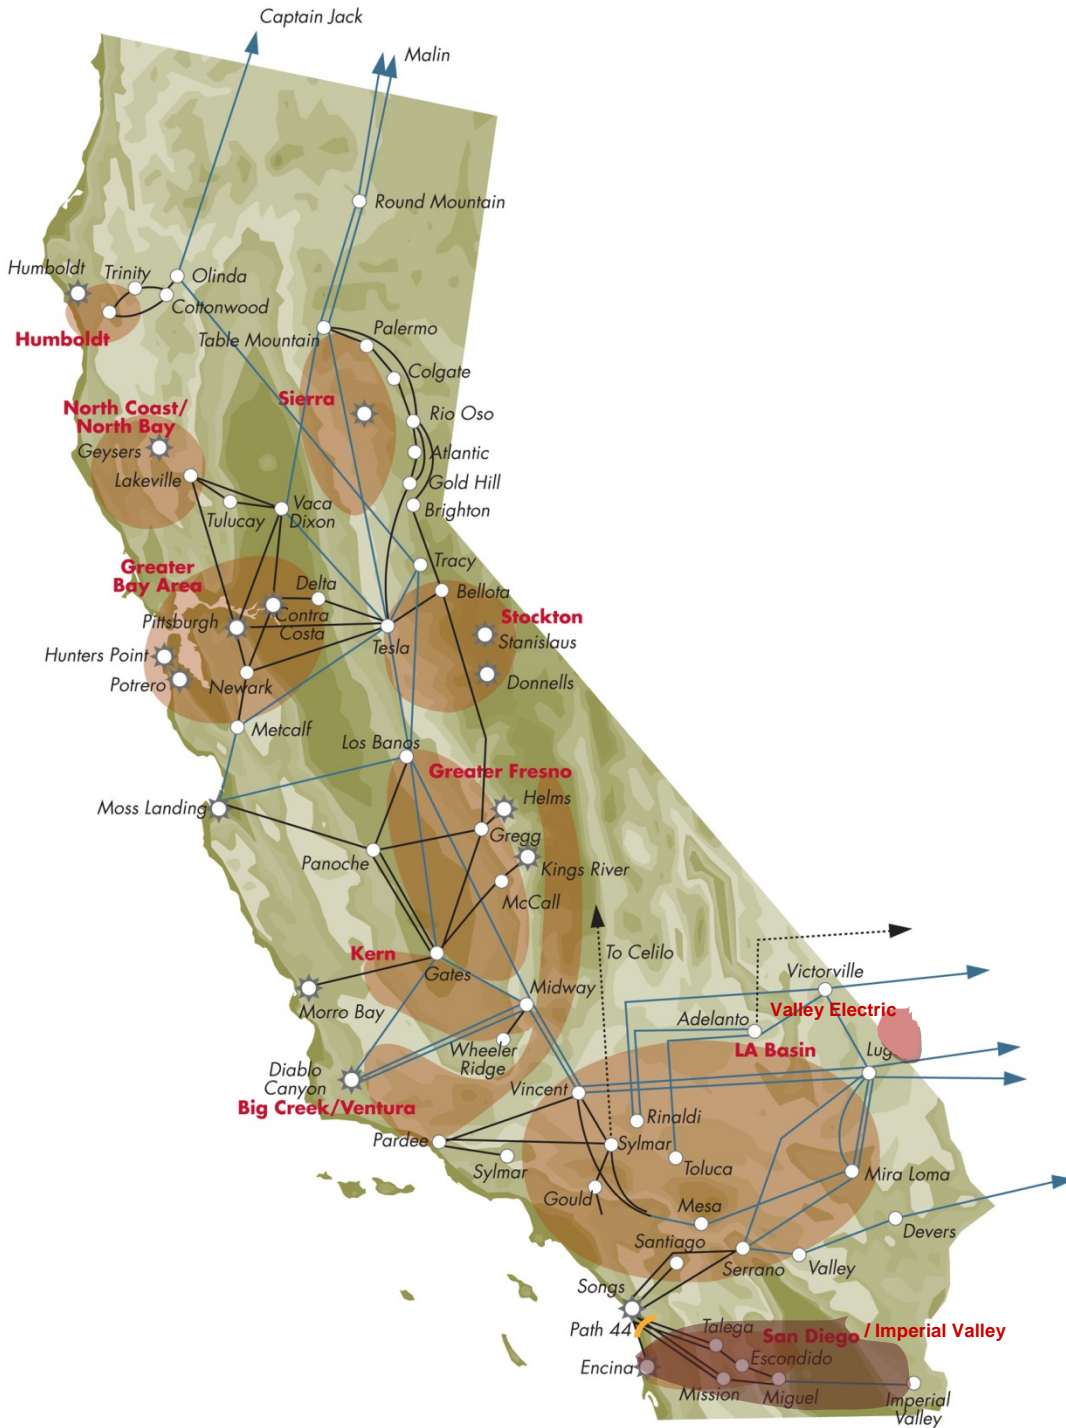 Captain Jack
Malin
Round Mountain
Humboldt
Trinity
Olinda
Cottonwood
Humboldt
Table Mountain
Palermo
Colgate
Sierra
North Coast/
North Bay
Geysers
Rio Oso
Atlantic
Lakeville
Gold Hill
Tulucay
Vaca
Dixon
Brighton
Greater
Bay Area
Tracy
Delta
Bellota
Pittsburgh
Contra
Costa
Tesla
Stockton
Stanislaus
Hunters Point
Potrero
Newark
Donnells
Metcalf
Los Banos
Greater Fresno
Moss Landing
Helms
Gregg
Panoche
Kings River
McCall
Kern
Gates
To Celilo
Victorville
Morro Bay
Midway
Valley Electric
Adelanto
Wheeler
Ridge
LA Basin
Lug
Diablo
Canyon
Vincent
Big Creek/Ventura
Rinaldi
Pardee
Sylmar
Sylmar
Toluca
Mira Loma
Gould
Mesa
Devers
Santiago
Serrano
Valley
Songs
Path 44
Talega
San Diego / Imperial Valley
Encina
Escondido
Mission
Miguel
Imperial
Valley